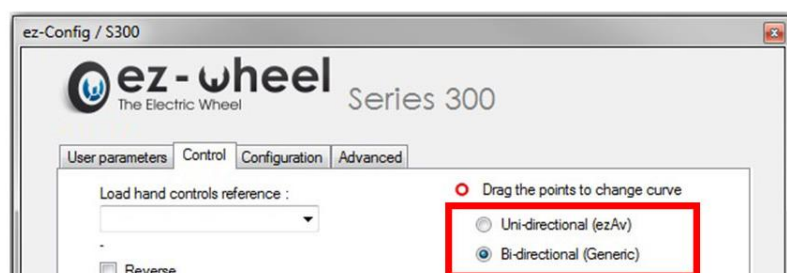 ez-Config / S300
ez-wheel
The Electric Wheel
Series 300
User parameters Control Configuration Advanced
Load hand controls reference :
-
Reverse
Drag the points to change curve
Uni-directional (ezAv)
Bi-directional (Generic)